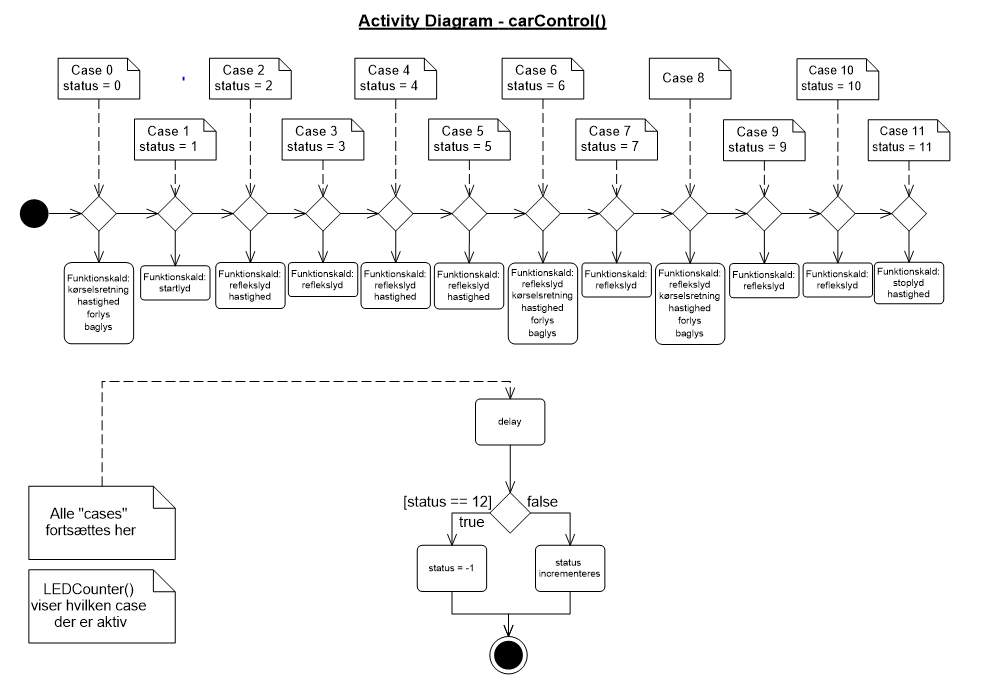 Activity Diagram - carControl()
Case 0
status = 0
Case 2
status = 2
Case 4
status = 4
Case 6
status = 6
Case 8
Case 10
status = 10
Case 1
status = 1
Case 3
status = 3
Case 5
status = 5
Case 7
status = 7
Case 9
status = 9
Case 11
status = 11
Funktionskald:
kørselsretning
hastighed
forlys
baglys
Funktionskald:
startlyd
Funktionskald:
reflekslyd
hastighed
Funktionskald:
reflekslyd
Funktionskald:
reflekslyd
hastighed
Funktionskald:
reflekslyd
hastighed
Funktionskald:
reflekslyd
kørselsretning
hastighed
forlys
baglys
Funktionskald:
reflekslyd
Funktionskald:
reflekslyd
kørselsretning
hastighed
forlys
baglys
Funktionskald:
reflekslyd
Funktionskald:
reflekslyd
Funktionskald:
stoplyd
hastighed
delay
[status == 12]
false
true
status = -1
status
incrementeres
Alle "cases"
fortsættes her
LEDCounter()
viser hvilken case
der er aktiv